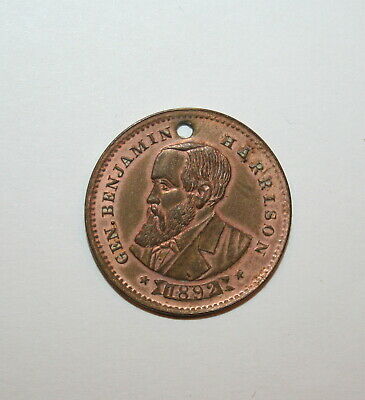 GEN. BENJAMIN HARRISON
1892